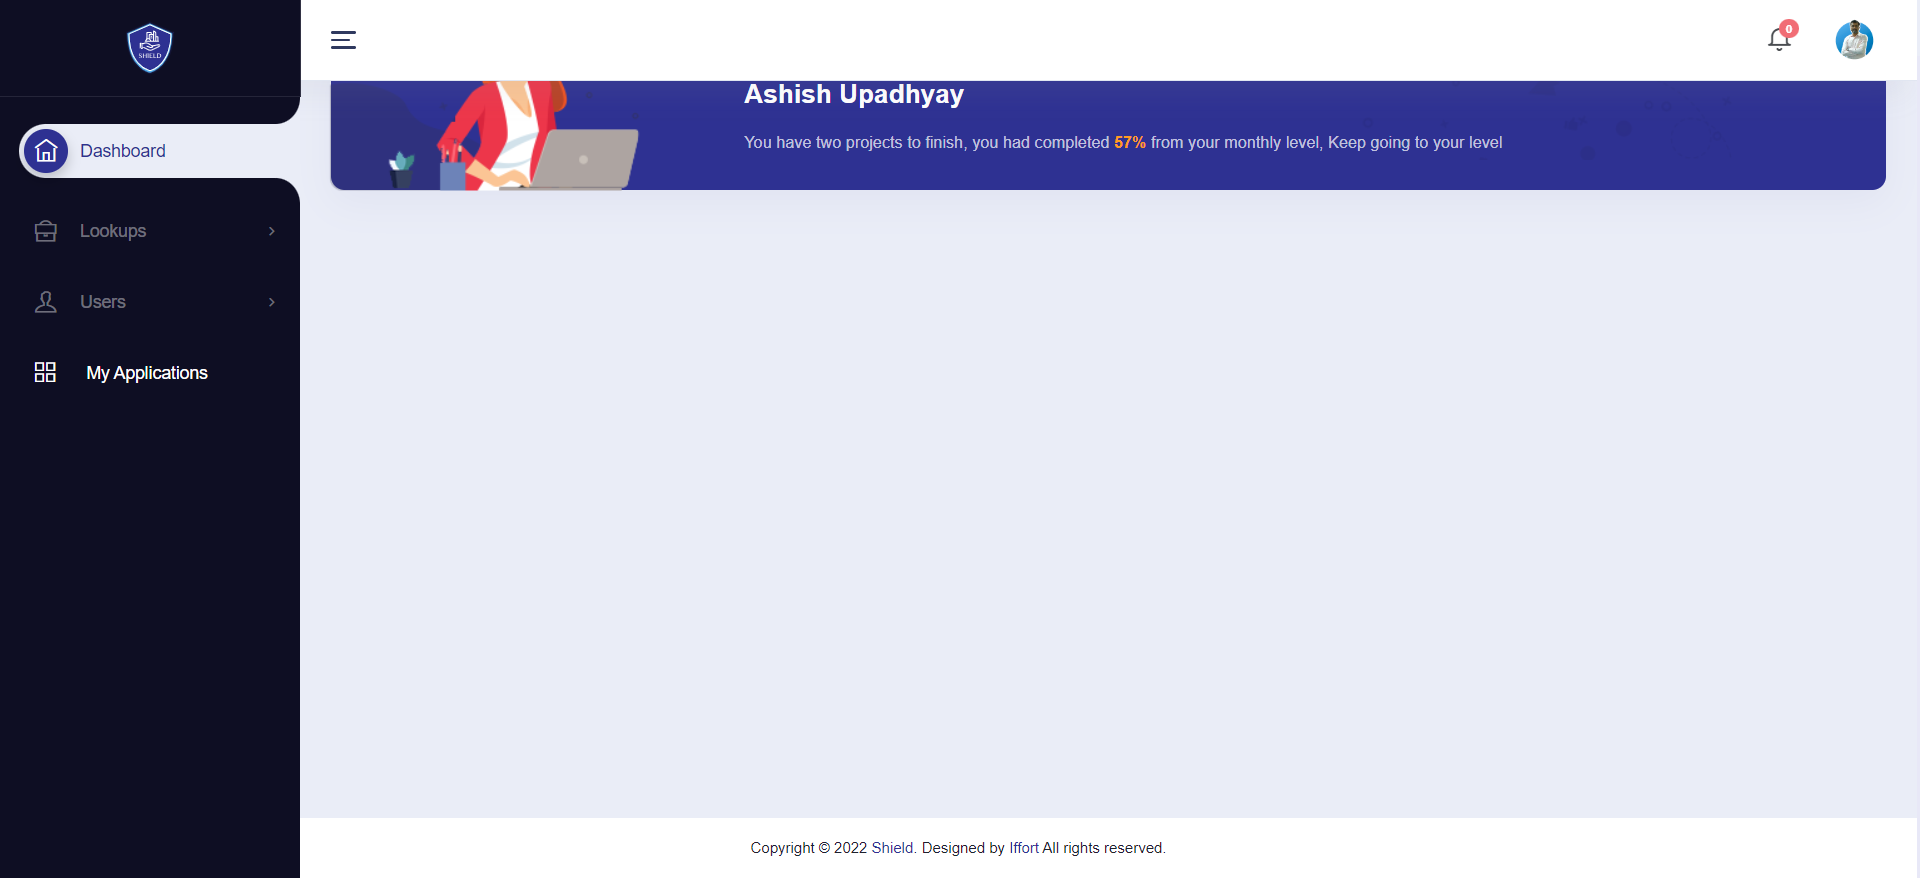 SHIELD
0
Dashboard
Lookups
Users
My Applications
Ashish Upadhyay
You have two projects to finish, you had completed 57% from your monthly level, Keep going to your level
Copyright © 2022 Shield. Designed by Iffort All rights reserved.